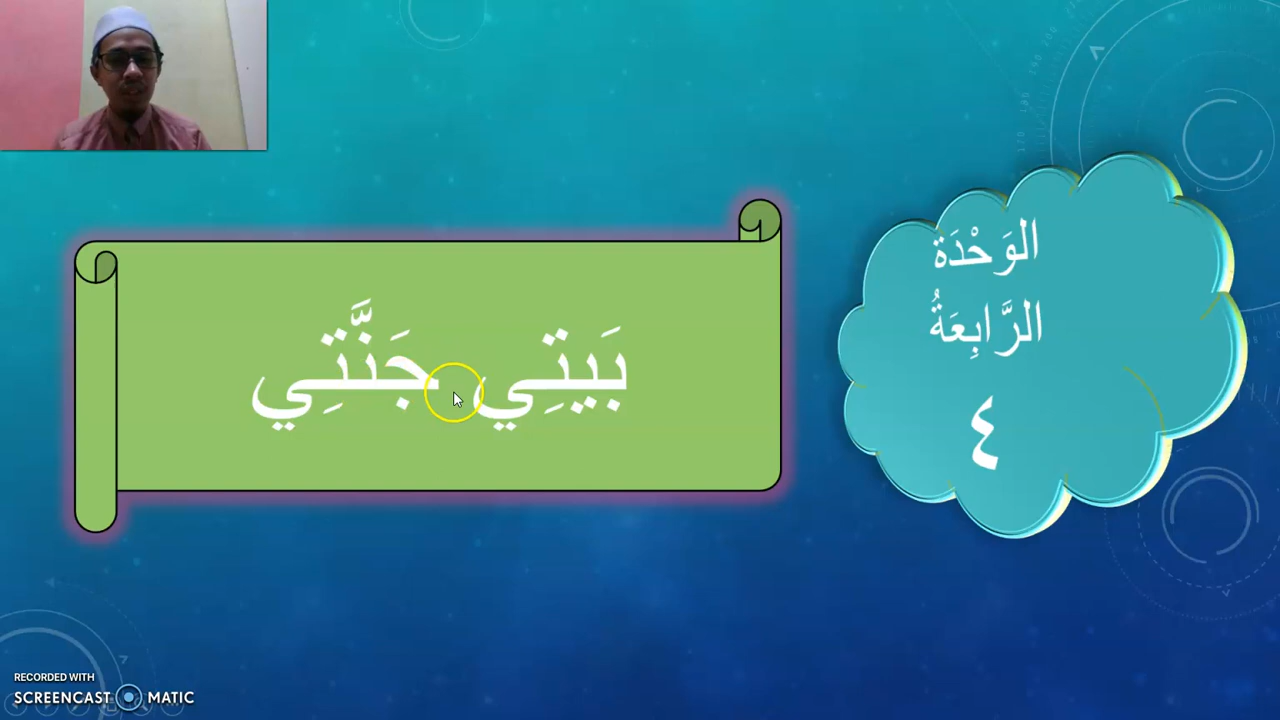 الوَحْدَة
الرَّابِعَةُ
٤
بَيتِي جَنَّتِي
RECORDED WITH
SCREENCAST MATIC